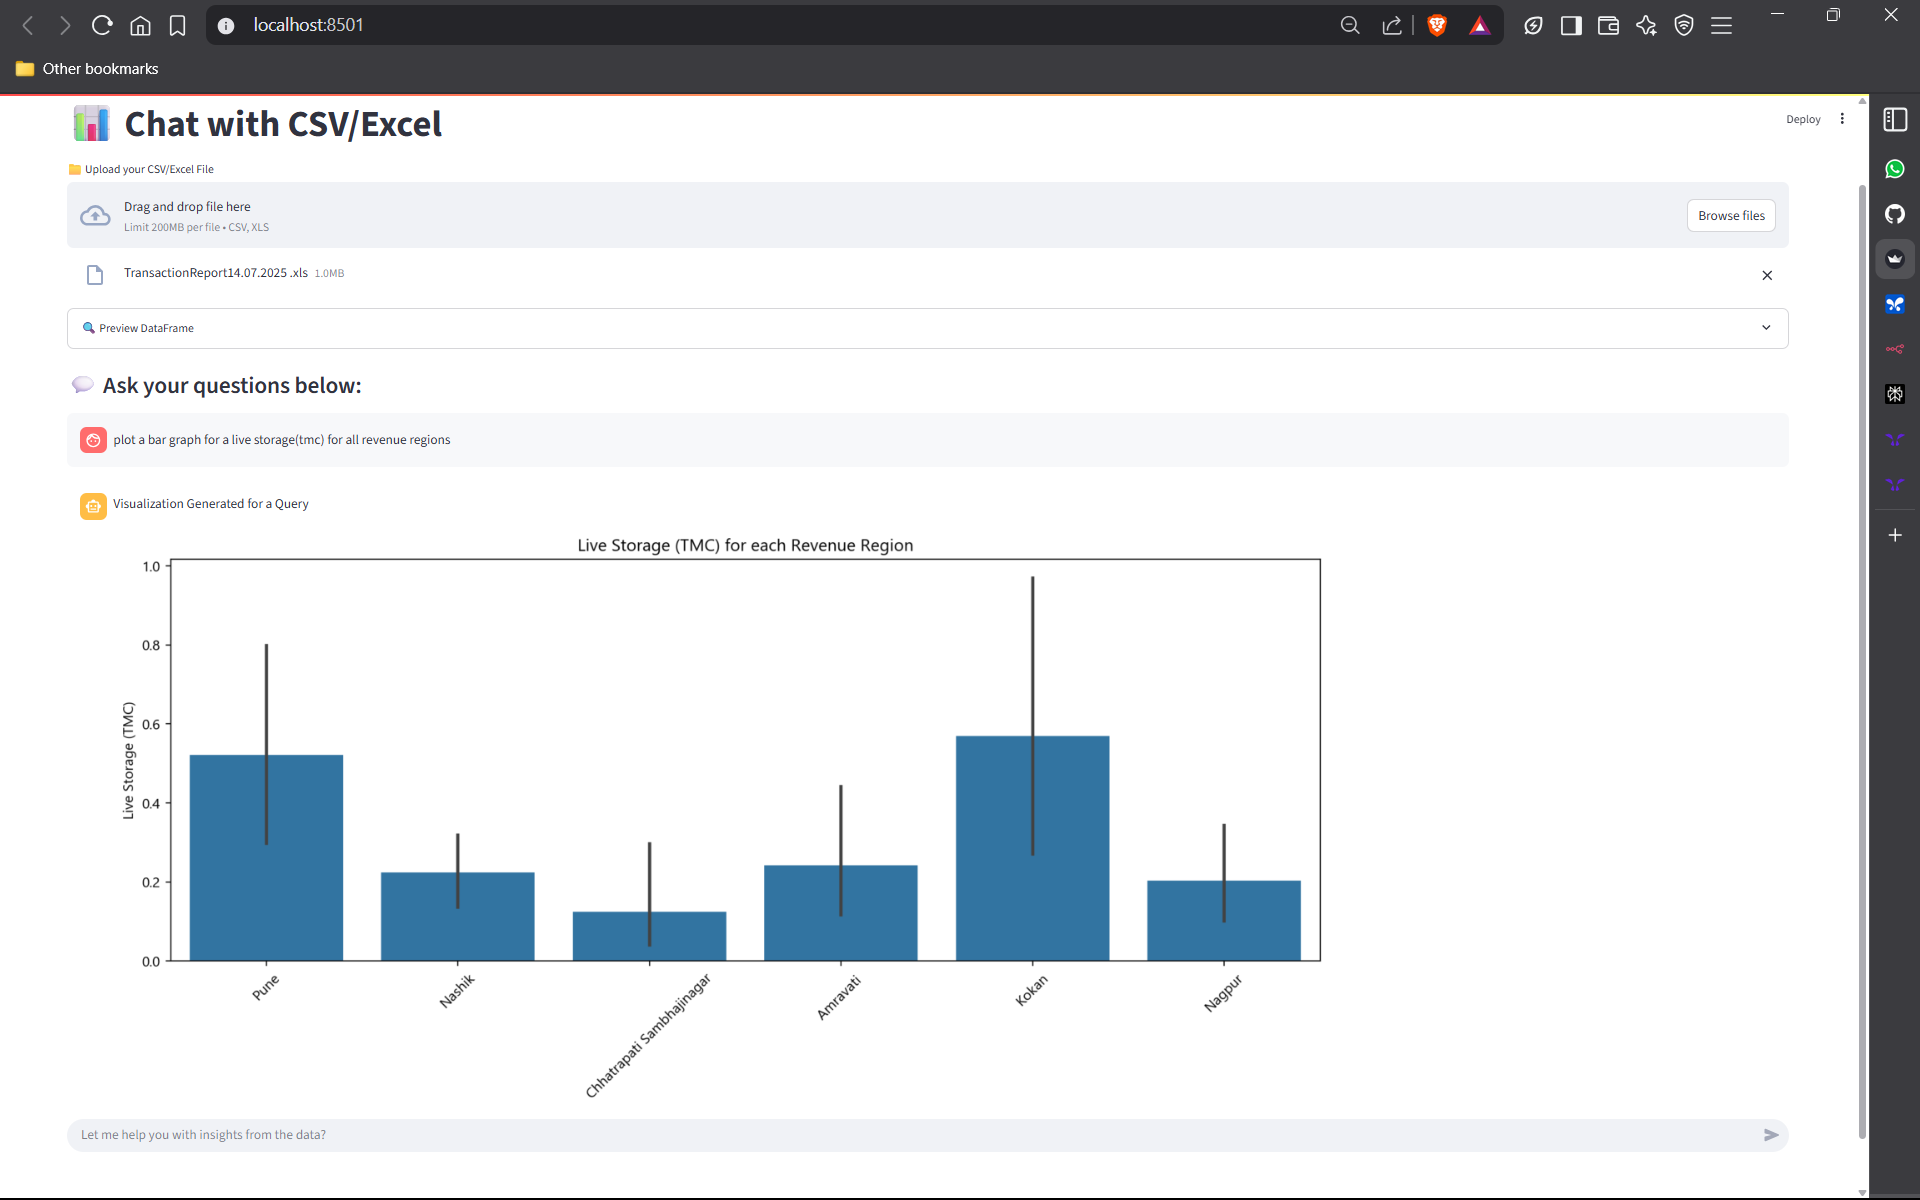 localhost:8501
Other bookmarks
Chat with CSV/Excel
Deploy
Upload your CSV/Excel File
Drag and drop file here
Limit 200MB per file • CSV, XLS
Browse files
TransactionReport14.07.2025 .xls 1.0MB
Preview DataFrame
Ask your questions below:
plot a bar graph for a live storage(tmc) for all revenue regions
Visualization Generated for a Query
Live Storage (TMC) for each Revenue Region
1.0
0.8
0.6
0.4
0.2
0.0
Live Storage (TMC)
Pune
Nashik
Chhatrapati Sambhajinagar
Amravati
Kokan
Nagpur
Let me help you with insights from the data?